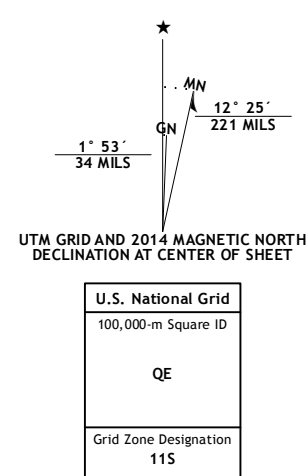 ★
MN
GN
12° 25´
221 MILS
1° 53´
34 MILS
UTM GRID AND 2014 MAGNETIC NORTH
DECLINATION AT CENTER OF SHEET
U.S. National Grid
100,000-m Square ID
QE
Grid Zone Designation
11S